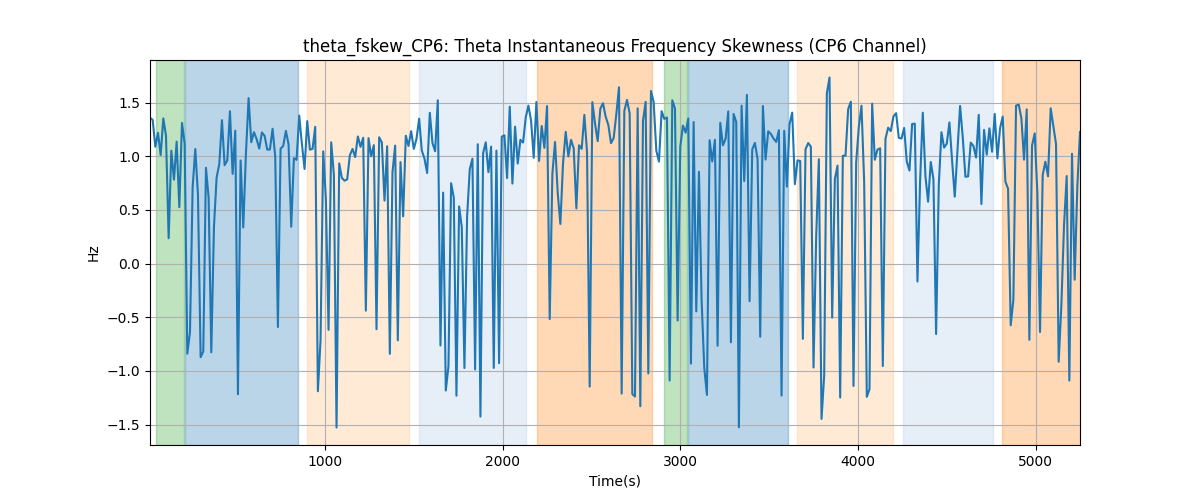 theta_fskew_CP6: Theta Instantaneous Frequency Skewness (CP6 Channel)
1.5
1.0
0.5
0.0
−0.5
−1.0
−1.5
Hz
1000 2000 3000 4000 5000
Time(s)